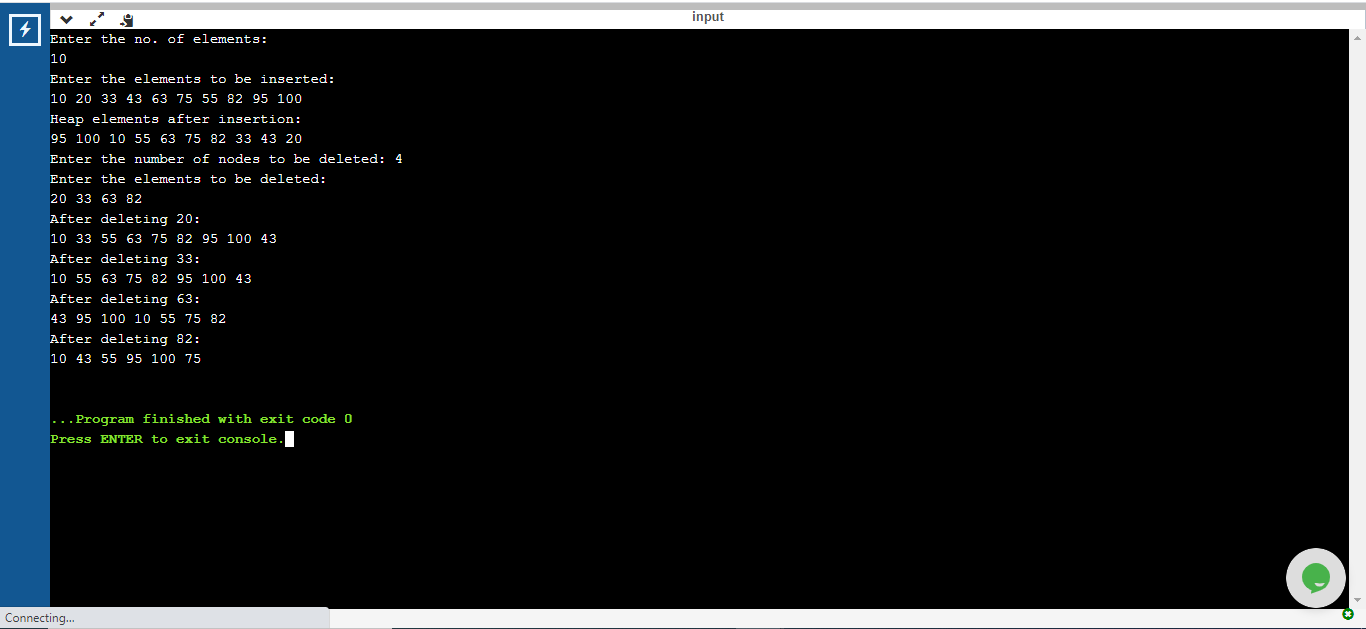 input
Enter the no. of elements:
10
Enter the elements to be inserted:
10 20 33 43 63 75 55 82 95 100
Heap elements after insertion:
95 100 10 55 63 75 82 33 43 20
Enter the number of nodes to be deleted: 4
Enter the elements to be deleted:
20 33 63 82
After deleting 20:
10 33 55 63 75 82 95 100 43
After deleting 33:
10 55 63 75 82 95 100 43
After deleting 63:
43 95 100 10 55 75 82
After deleting 82:
10 43 55 95 100 75
...Program finished with exit code 0
Press ENTER to exit console.
Connecting...